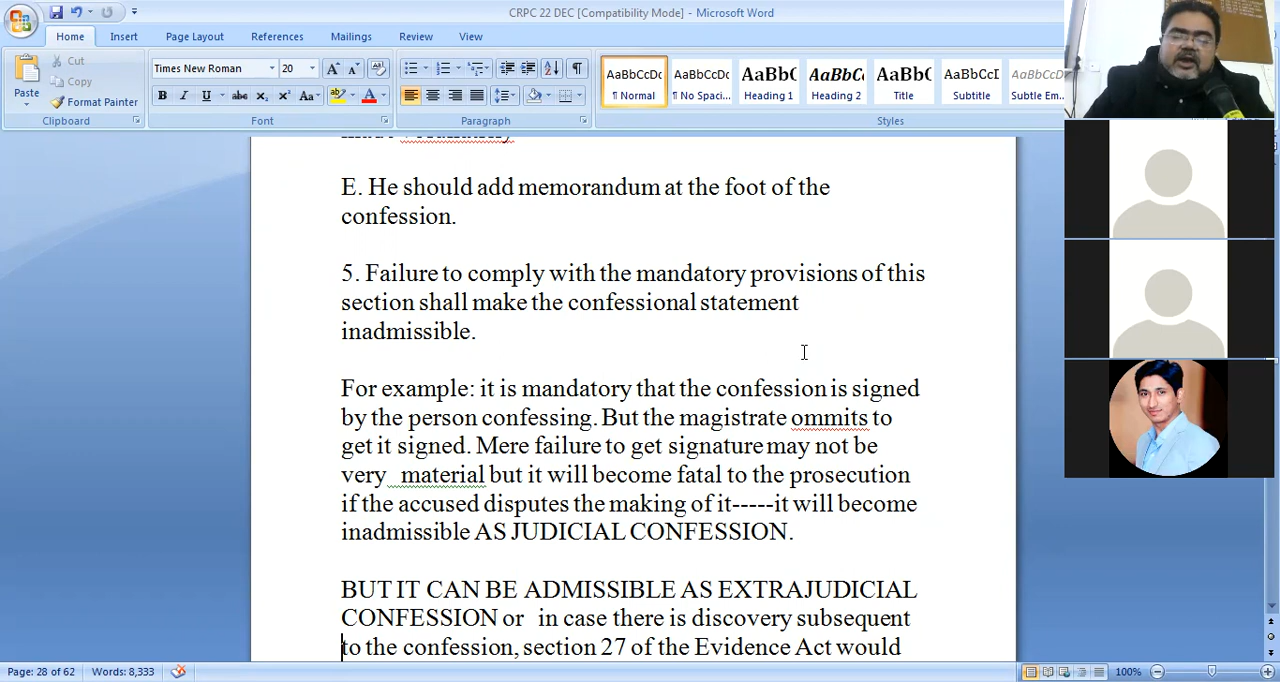 CRPC 22 DEC [Compatibility Mode] - Microsoft Word
Home Insert Page Layout References Mailings Review View
Paste
Cut
Copy
Format Painter
Clipboard
Times New Roman 20
Font
Paragraph
AaBbCcDc AaBbCcDc AaBbC AaBbCc AaBbC AaBbCcI AaBbCcDc
¶ Normal ¶ No Spaci... Heading 1 Heading 2 Title Subtitle Subtle Em...
Styles
E. He should add memorandum at the foot of the
confession.
5. Failure to comply with the mandatory provisions of this
section shall make the confessional statement
inadmissible.
For example: it is mandatory that the confession is signed
by the person confessing. But the magistrate ommits to
get it signed. Mere failure to get signature may not be
very material but it will become fatal to the prosecution
if the accused disputes the making of it-----it will become
inadmissible AS JUDICIAL CONFESSION.
BUT IT CAN BE ADMISSIBLE AS EXTRAJUDICIAL
CONFESSION or in case there is discovery subsequent
to the confession, section 27 of the Evidence Act would
Page: 28 of 62 Words: 8,333 100%